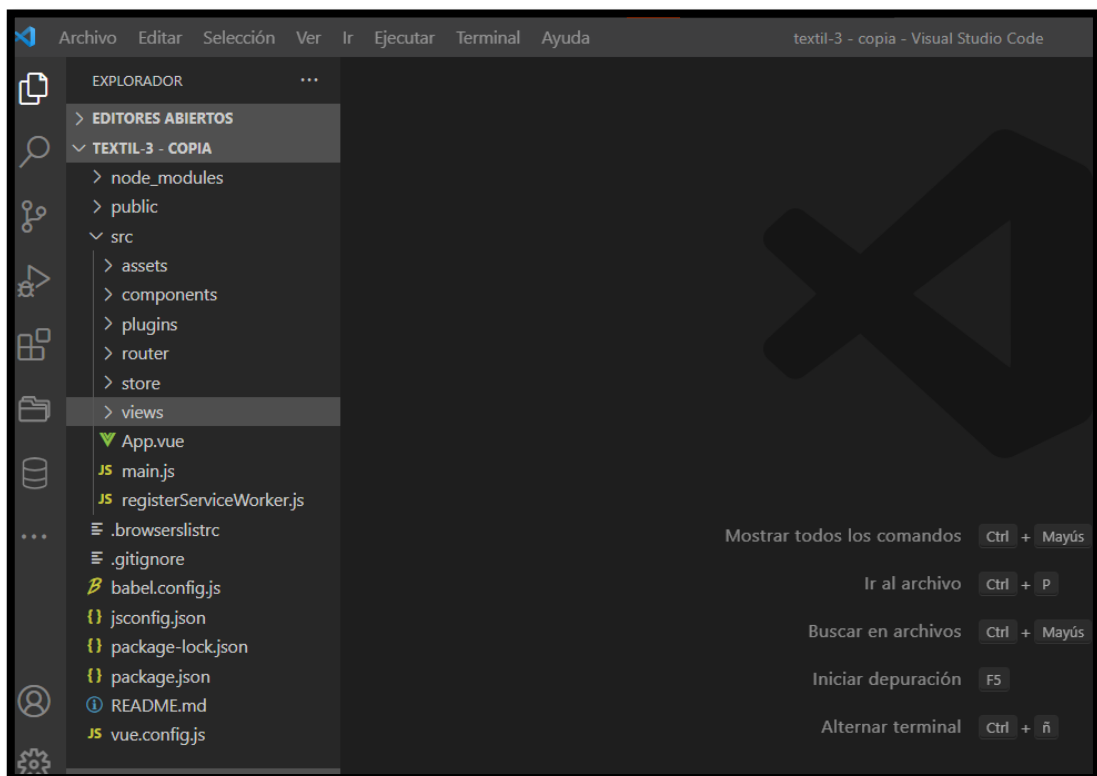 Archivo Editar Selección Ver Ir Ejecutar Terminal Ayuda textil-3 - copia - Visual Studio Code
EXPLORADOR ...
> EDITORES ABIERTOS
TEXTIL-3 - COPIA
> node_modules
> public
src
> assets
> components
> plugins
> router
> store
> views
App.vue
JS main.js
JS registerServiceWorker.js
.browserslistrc
.gitignore
babel.config.js
{} jsconfig.json
{} package-lock.json
{} package.json
README.md
JS vue.config.js
Mostrar todos los comandos Ctrl + Mayús
Ir al archivo Ctrl + P
Buscar en archivos Ctrl + Mayús
Iniciar depuración F5
Alternar terminal Ctrl + ñ